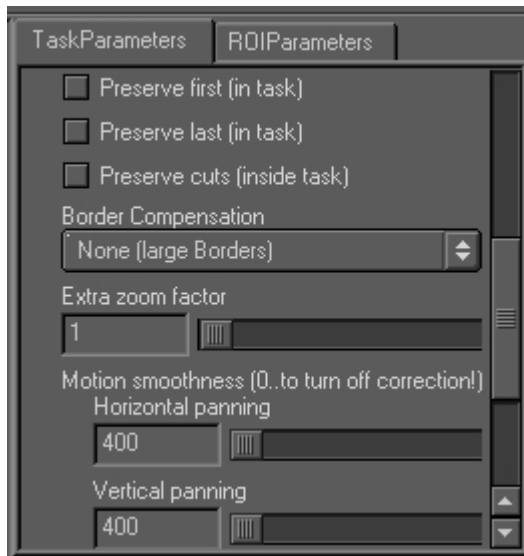 TaskParameters ROIParameters
Preserve first (in task)
Preserve last (in task)
Preserve cuts (inside task)
Border Compensation
None (large Borders)
Extra zoom factor
1
Motion smoothness (0..to turn off correction!)
Horizontal panning
400
Vertical panning
400